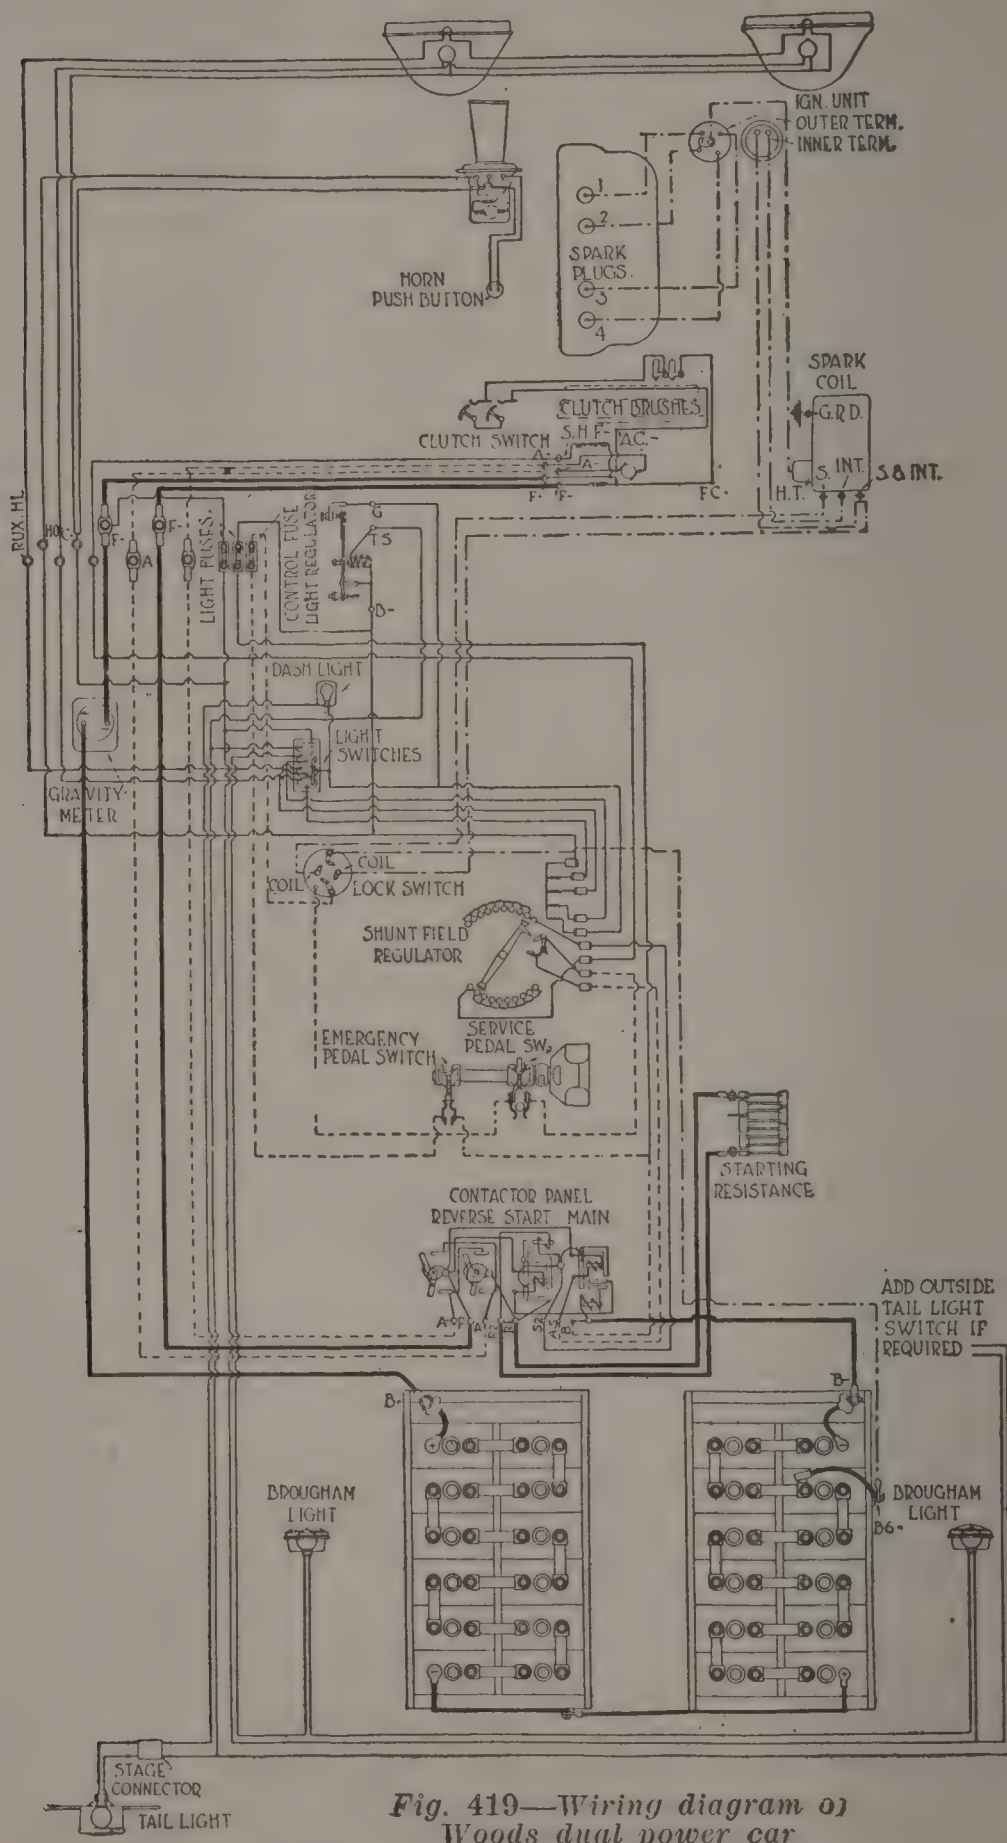 IGN. UNIT
OUTER TERM.
INNER TERM.
1
2
SPARK
PLUGS.
3
4
HORN
PUSH BUTTON
SPARK
COIL
G.R.D.
CLUTCH BRUSHES
CLUTCH SWITCH
S.H.F-
A.C.-
A-
A-
F-
F-
F.C-
H.T.
S.
INT.
S.& INT.
RUX. HL
F-
F-
A
LIGHT FUSES.
CONTROL FUSE
LIGHT REGULATOR
G
TS
B-
DASH LIGHT
LIGHT
SWITCHES
GRAVITY
METER
COIL
COIL
LOCK SWITCH
SHUNT FIELD
REGULATOR
EMERGENCY
PEDAL SWITCH
SERVICE
PEDAL SW.
STARTING
RESISTANCE
CONTACTOR PANEL
REVERSE START MAIN
A
F
A
S2
B
ADD OUTSIDE
TAIL LIGHT
SWITCH IF
REQUIRED
B-
B-
BROUGHAM
LIGHT
BROUGHAM
LIGHT
B6-
STAGE
CONNECTOR
TAIL LIGHT
Fig. 419—Wiring diagram of
Woods dual power car